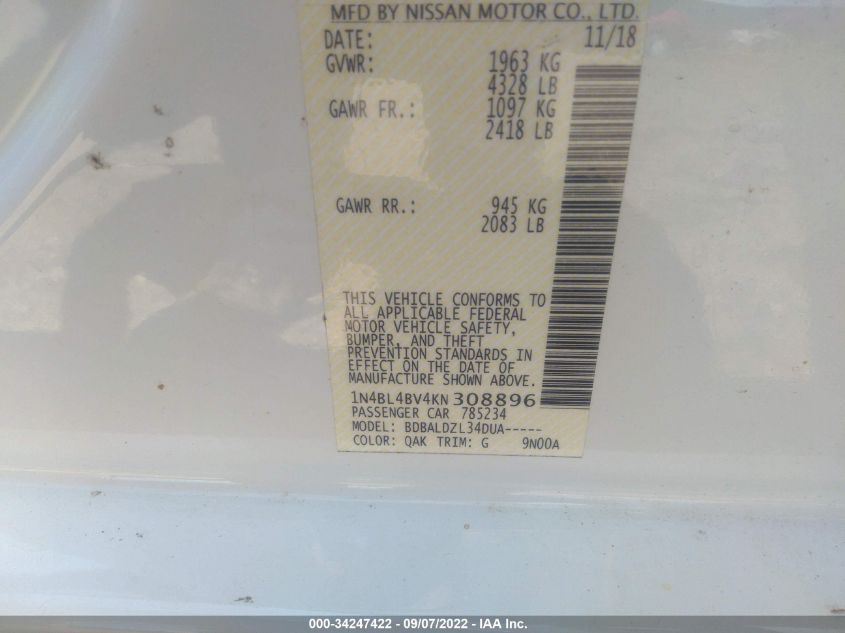 MFD BY NISSAN MOTOR CO., LTD.
DATE: 11/18
GVWR: 1963 KG
4328 LB
GAWR FR.: 1097 KG
2418 LB
GAWR RR.: 945 KG
2083 LB
THIS VEHICLE CONFORMS TO
ALL APPLICABLE FEDERAL
MOTOR VEHICLE SAFETY,
BUMPER, AND THEFT
PREVENTION STANDARDS IN
EFFECT ON THE DATE OF
MANUFACTURE SHOWN ABOVE.
1N4BL4BV4KN308896
PASSENGER CAR 785234
MODEL: BDBALDZL34DUA-----
COLOR: QAK TRIM: G 9N00A
000-34247422 - 09/07/2022 - IAA Inc.